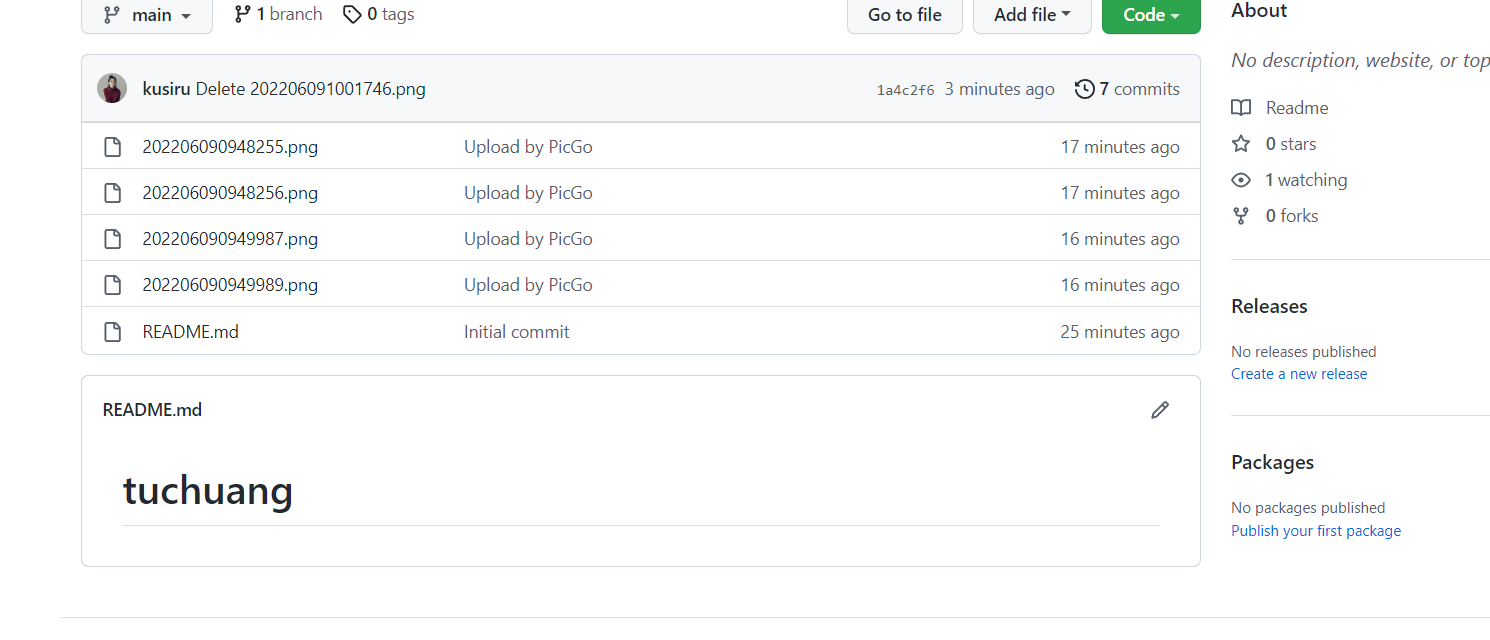 main 1 branch 0 tags Go to file Add file Code
kusiru Delete 202206091001746.png 1a4c2f6 3 minutes ago 7 commits
202206090948255.png Upload by PicGo 17 minutes ago
202206090948256.png Upload by PicGo 17 minutes ago
202206090949987.png Upload by PicGo 16 minutes ago
202206090949989.png Upload by PicGo 16 minutes ago
README.md Initial commit 25 minutes ago
README.md
tuchuang
About
No description, website, or top
Readme
0 stars
1 watching
0 forks
Releases
No releases published
Create a new release
Packages
No packages published
Publish your first package